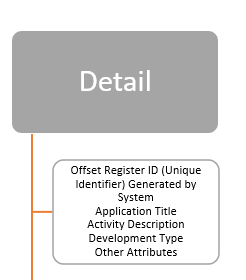 Detail
Offset Register ID (Unique
Identifier) Generated by
System
Application Title
Activity Description
Development Type
Other Attributes